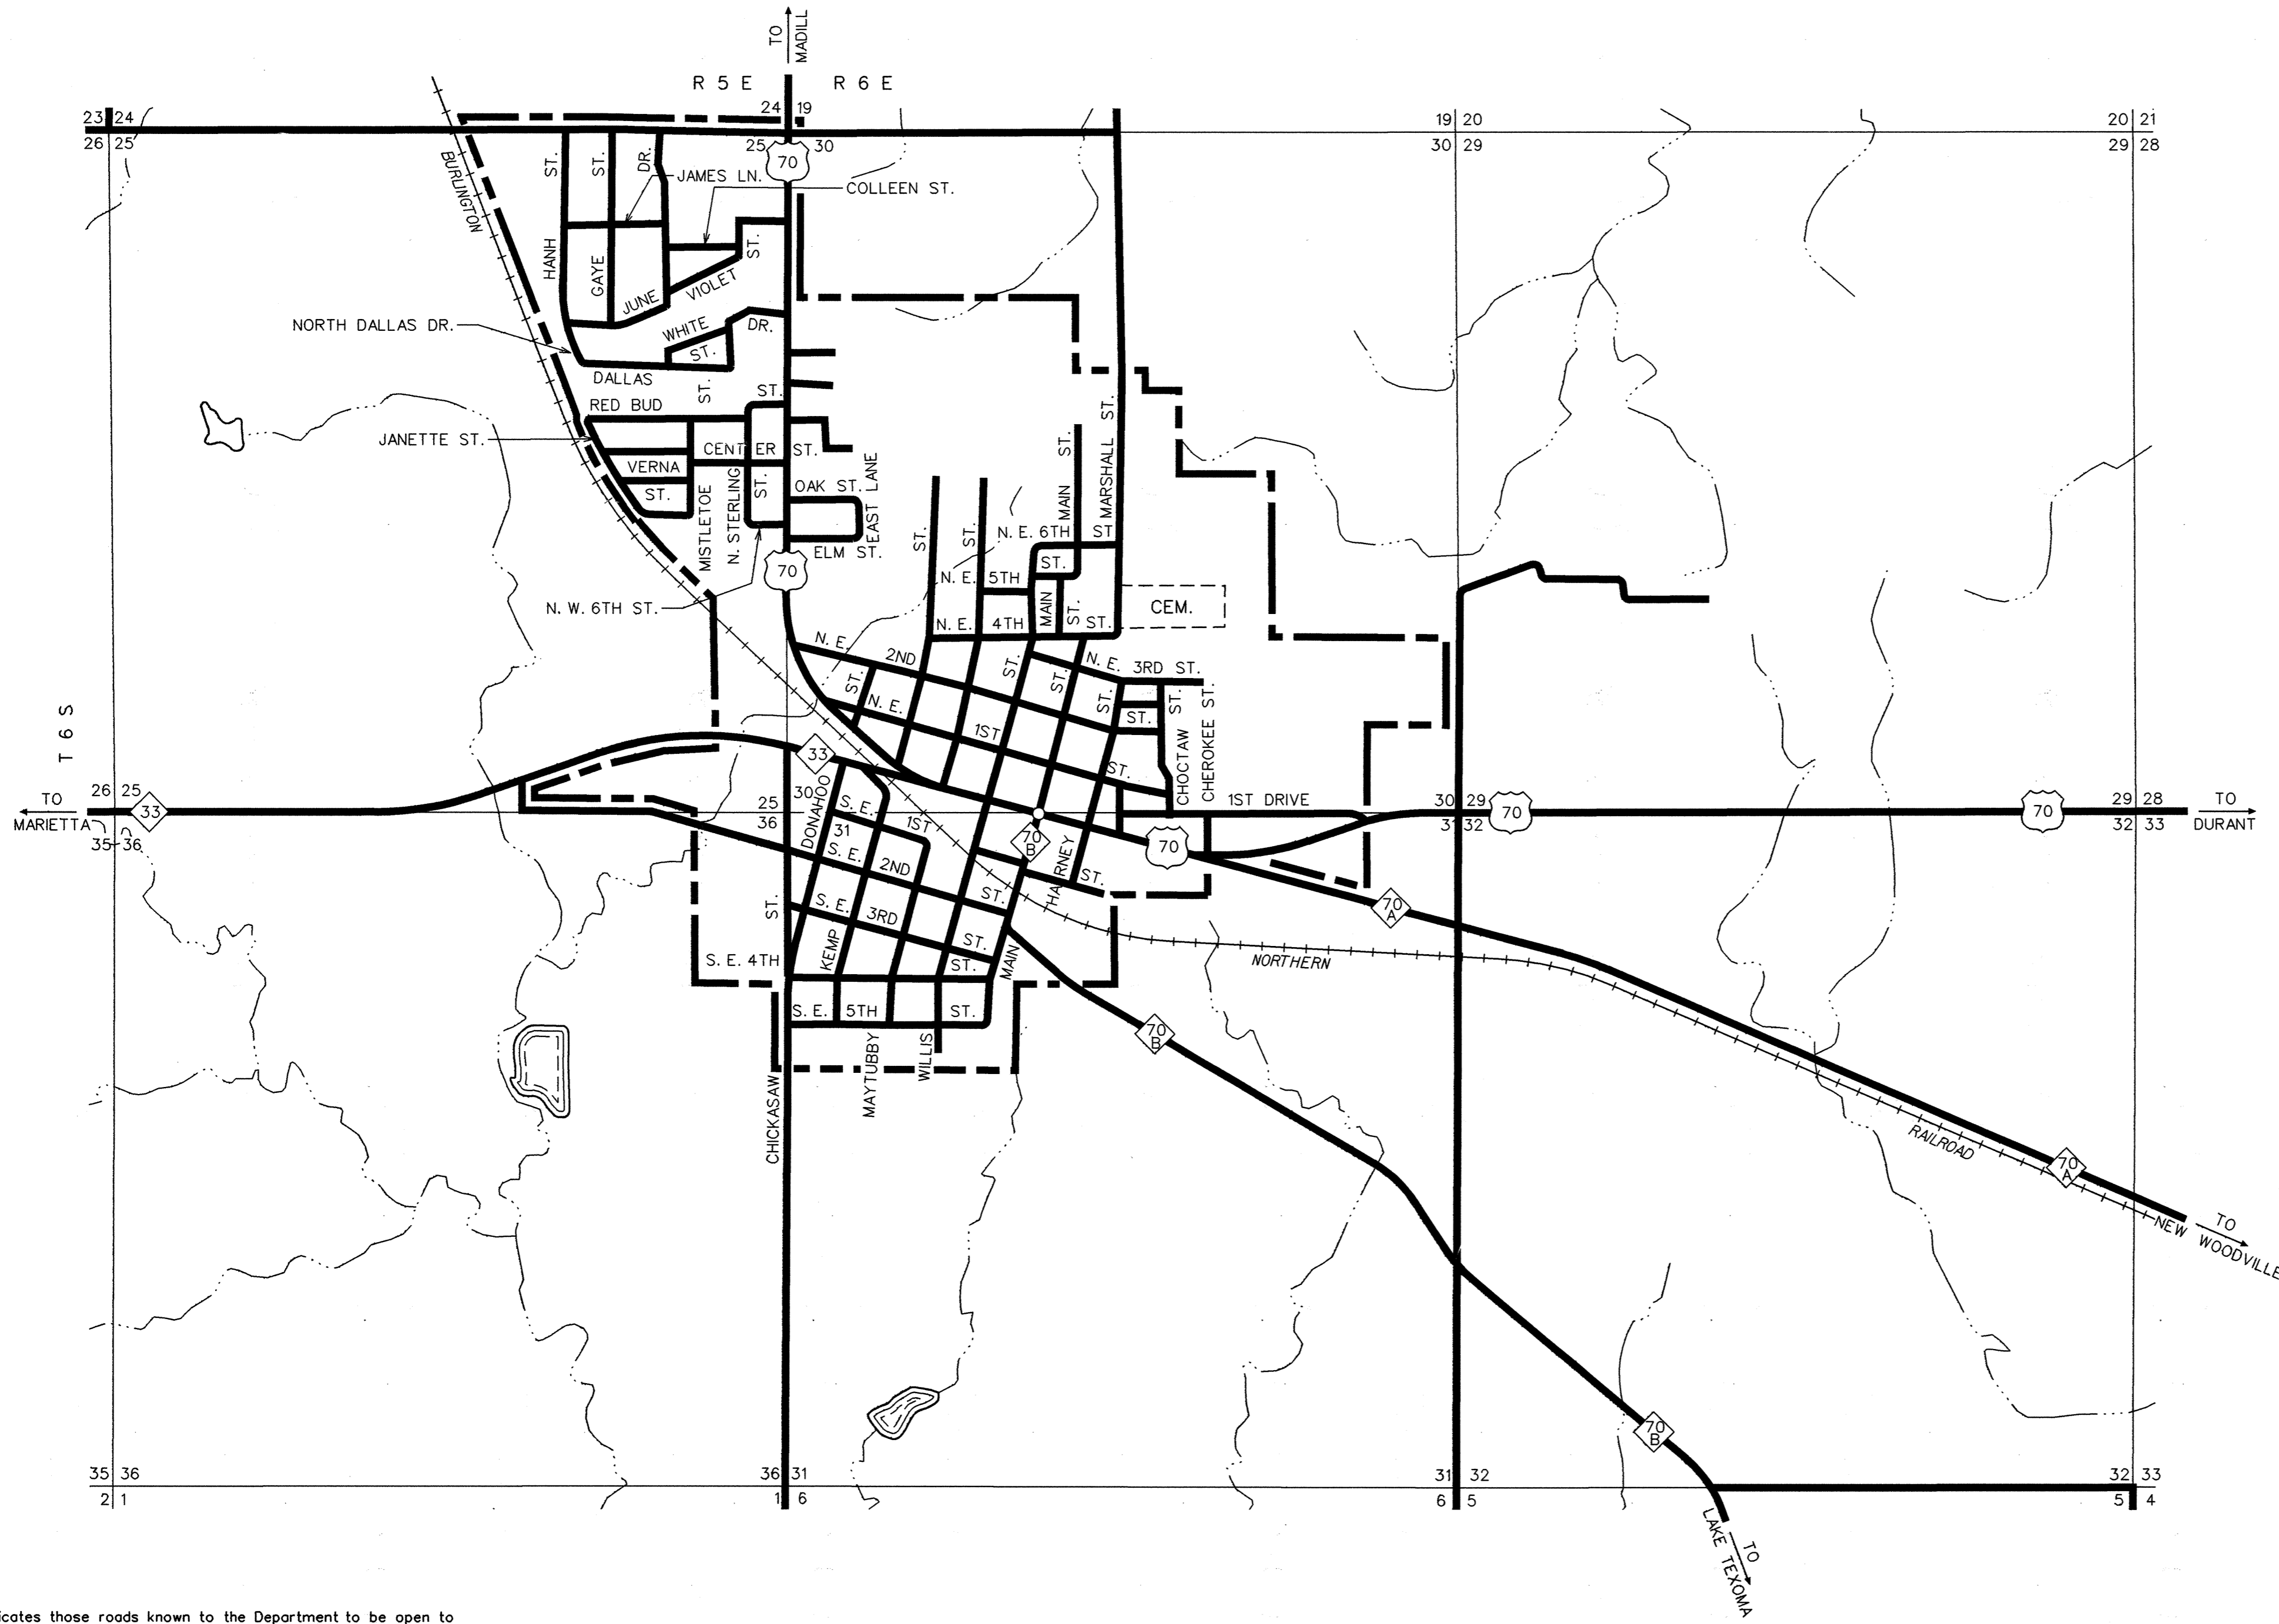 TO
MADILL
R 5 E R 6 E
23 24
24 19
19 20
20 21
26 25
25 30
30 29
29 28
70
BURLINGTON
ST.
ST.
DR.
JAMES LN.
COLLEEN ST.
HANH
GAYE
JUNE
VIOLET
ST.
NORTH DALLAS DR.
WHITE
ST.
DR.
DALLAS
ST.
RED BUD
ST.
JANETTE ST.
CENTER
ST.
VERNA
ST.
MISTLETOE
N. STERLING
ST.
OAK ST.
EAST LANE
ELM ST.
70
N. W. 6TH ST.
ST.
ST.
MAIN ST.
MARSHALL ST.
N. E. 6TH ST
ST.
N. E. 5TH
MAIN
ST.
N. E. 4TH ST.
CEM.
N. E. 2ND
N. E. 3RD ST.
ST.
ST.
ST.
ST.
ST.
ST.
N. E. 1ST ST.
CHOCTAW
CHEROKEE ST.
T 6 S
33
TO
MARIETTA
26 25
35 36
33
25 30
36 31
DONAHOO
S. E. 1ST
S. E. 2ND ST.
S. E. 3RD ST.
S. E. 4TH ST.
S. E. 5TH ST.
ST.
KEMP
MAIN
HARNEY
ST.
70
B
70
1ST DRIVE
30 29
31 32
70
70
29 28
32 33
TO
DURANT
70
A
NORTHERN
70
B
MAYTUBBY
WILLIS
CHICKASAW
RAILROAD
70
A
TO
NEW WOODVILLE
70
B
35 36
2 1
36 31
1 6
31 32
6 5
32 33
5 4
TO
LAKE TEXOMA
icates those roads known to the Department to be open to